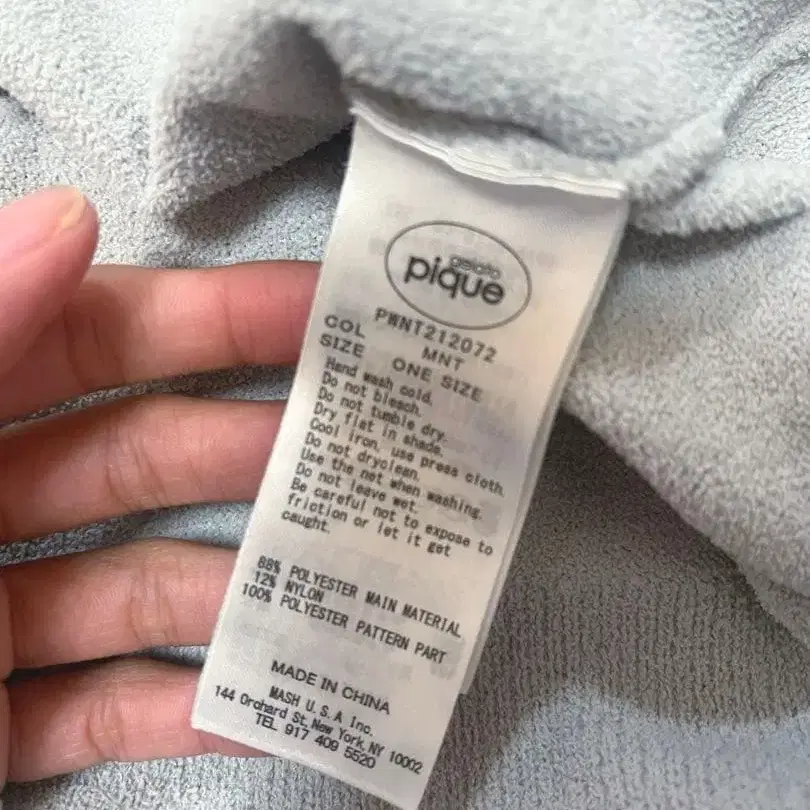 gelato
pique
PWNT212072
COL MNT
SIZE ONE SIZE
Hand wash cold.
Do not bleach.
Do not tumble dry.
Dry flat in shade.
Cool iron, use press cloth.
Do not dryclean.
Use the net when washing.
Do not leave wet.
Be careful not to expose to
friction or let it get
caught.
88% POLYESTER MAIN MATERIAL
12% NYLON
100% POLYESTER PATTERN PART
MADE IN CHINA
MASH U.S.A Inc.
144 Orchard St, New York, NY 10002
TEL 917 409 5520